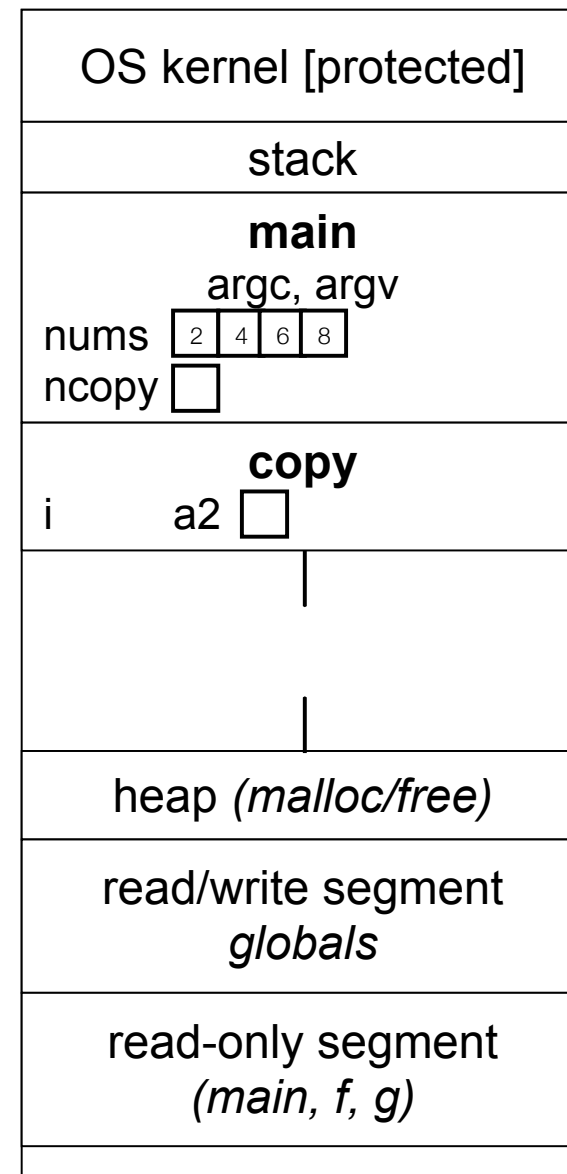 OS kernel [protected]
stack
main
argc, argv
nums 2 4 6 8
ncopy
copy
i a2
heap (malloc/free)
read/write segment
globals
read-only segment
(main, f, g)